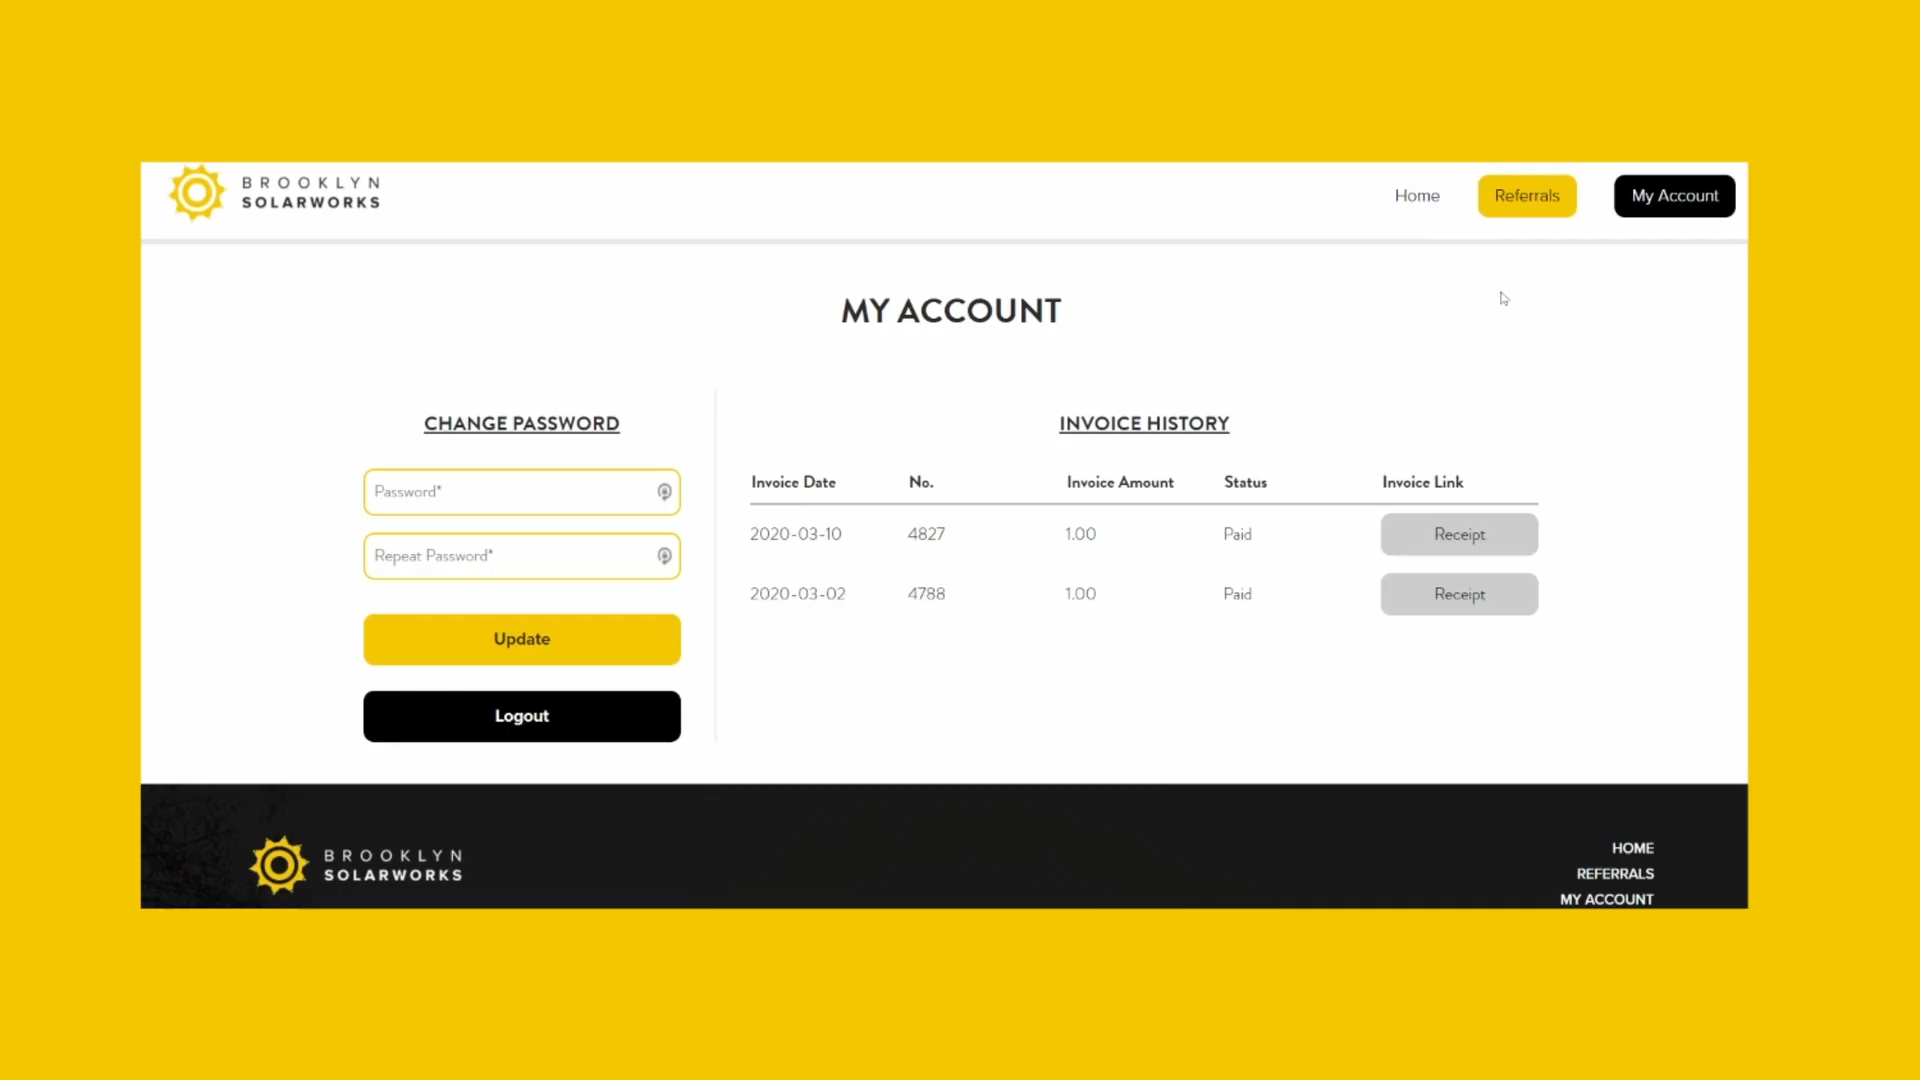 BROOKLYN
SOLARWORKS
Home
Referrals
My Account
MY ACCOUNT
CHANGE PASSWORD
Password*
Repeat Password*
Update
Logout
INVOICE HISTORY
Invoice Date No. Invoice Amount Status Invoice Link
2020-03-10 4827 1.00 Paid Receipt
2020-03-02 4788 1.00 Paid Receipt
BROOKLYN
SOLARWORKS
HOME
REFERRALS
MY ACCOUNT